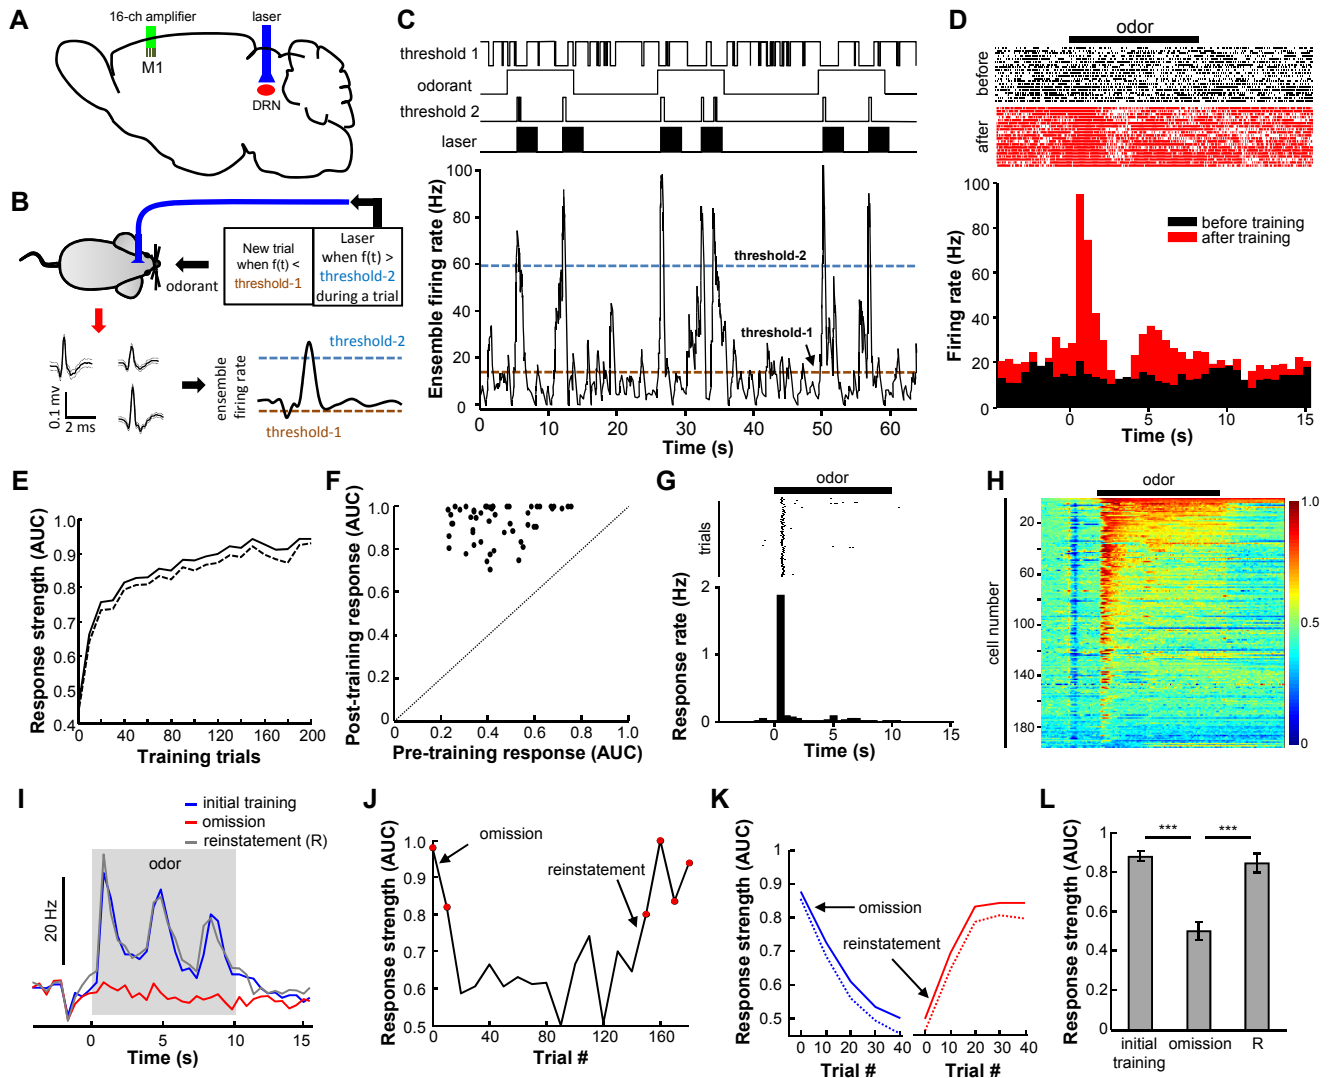 A
16-ch amplifier
laser
M1
DRN
B
odorant
New trial
when f(t) <
threshold-1
Laser
when f(t) >
threshold-2
during a trial
0.1 mv
2 ms
ensemble
firing rate
threshold-2
threshold-1
C
threshold 1
odorant
threshold 2
laser
Ensemble firing rate (Hz)
100
80
60
40
20
0
threshold-2
threshold-1
0 10 20 30 40 50 60
Time (s)
D
odor
before
after
Firing rate (Hz)
100
80
60
40
20
0
before training
after training
0 5 10 15
Time (s)
E
Response strength (AUC)
1.0
0.9
0.8
0.7
0.6
0.5
0.4
0 40 80 120 160 200
Training trials
F
Post-training response (AUC)
1.0
0.8
0.6
0.4
0.2
0
0 0.2 0.4 0.6 0.8 1.0
Pre-training response (AUC)
G
odor
trials
Response rate (Hz)
2
1
0
0 5 10 15
Time (s)
H
odor
cell number
20
60
100
140
180
1.0
0.5
0
I
initial training
omission
reinstatement (R)
odor
20 Hz
0 5 10 15
Time (s)
J
Response strength (AUC)
1.0
0.9
0.8
0.7
0.6
0.5
omission
reinstatement
0 40 80 120 160
Trial #
K
Response strength (AUC)
1
0.9
0.8
0.7
0.6
0.5
omission
reinstatement
0 10 20 30 40
0 10 20 30 40
Trial #
Trial #
L
Response strength (AUC)
1
0.8
0.6
0.4
0.2
0
*** ***
initial
training
omission
R